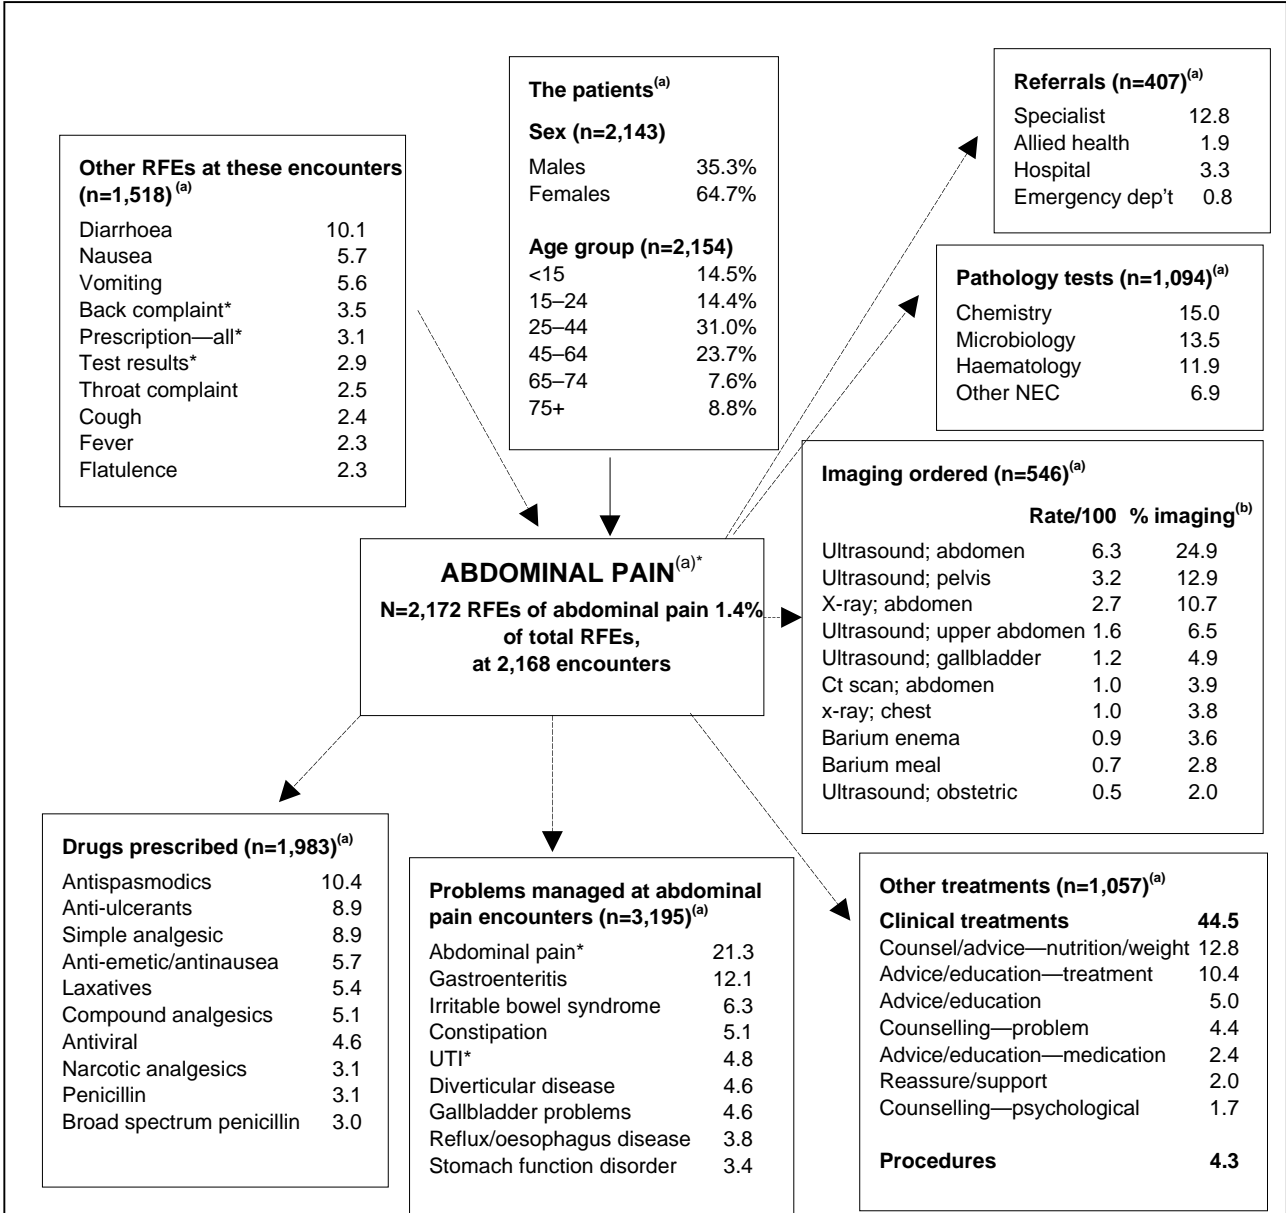 The patients(a)
Sex (n=2,143)
Males 35.3%
Females 64.7%
Age group (n=2,154)
<15 14.5%
15–24 14.4%
25–44 31.0%
45–64 23.7%
65–74 7.6%
75+ 8.8%
Referrals (n=407)(a)
Specialist 12.8
Allied health 1.9
Hospital 3.3
Emergency dep't 0.8
Other RFEs at these encounters
(n=1,518) (a)
Diarrhoea 10.1
Nausea 5.7
Vomiting 5.6
Back complaint* 3.5
Prescription—all* 3.1
Test results* 2.9
Throat complaint 2.5
Cough 2.4
Fever 2.3
Flatulence 2.3
Pathology tests (n=1,094)(a)
Chemistry 15.0
Microbiology 13.5
Haematology 11.9
Other NEC 6.9
Imaging ordered (n=546)(a)
Rate/100 % imaging(b)
Ultrasound; abdomen 6.3 24.9
Ultrasound; pelvis 3.2 12.9
X-ray; abdomen 2.7 10.7
Ultrasound; upper abdomen 1.6 6.5
Ultrasound; gallbladder 1.2 4.9
Ct scan; abdomen 1.0 3.9
x-ray; chest 1.0 3.8
Barium enema 0.9 3.6
Barium meal 0.7 2.8
Ultrasound; obstetric 0.5 2.0
ABDOMINAL PAIN(a)*
N=2,172 RFEs of abdominal pain 1.4%
of total RFEs,
at 2,168 encounters
Drugs prescribed (n=1,983)(a)
Antispasmodics 10.4
Anti-ulcerants 8.9
Simple analgesic 8.9
Anti-emetic/antinausea 5.7
Laxatives 5.4
Compound analgesics 5.1
Antiviral 4.6
Narcotic analgesics 3.1
Penicillin 3.1
Broad spectrum penicillin 3.0
Problems managed at abdominal
pain encounters (n=3,195)(a)
Abdominal pain* 21.3
Gastroenteritis 12.1
Irritable bowel syndrome 6.3
Constipation 5.1
UTI* 4.8
Diverticular disease 4.6
Gallbladder problems 4.6
Reflux/oesophagus disease 3.8
Stomach function disorder 3.4
Other treatments (n=1,057)(a)
Clinical treatments 44.5
Counsel/advice—nutrition/weight 12.8
Advice/education—treatment 10.4
Advice/education 5.0
Counselling—problem 4.4
Advice/education—medication 2.4
Reassure/support 2.0
Counselling—psychological 1.7
Procedures 4.3